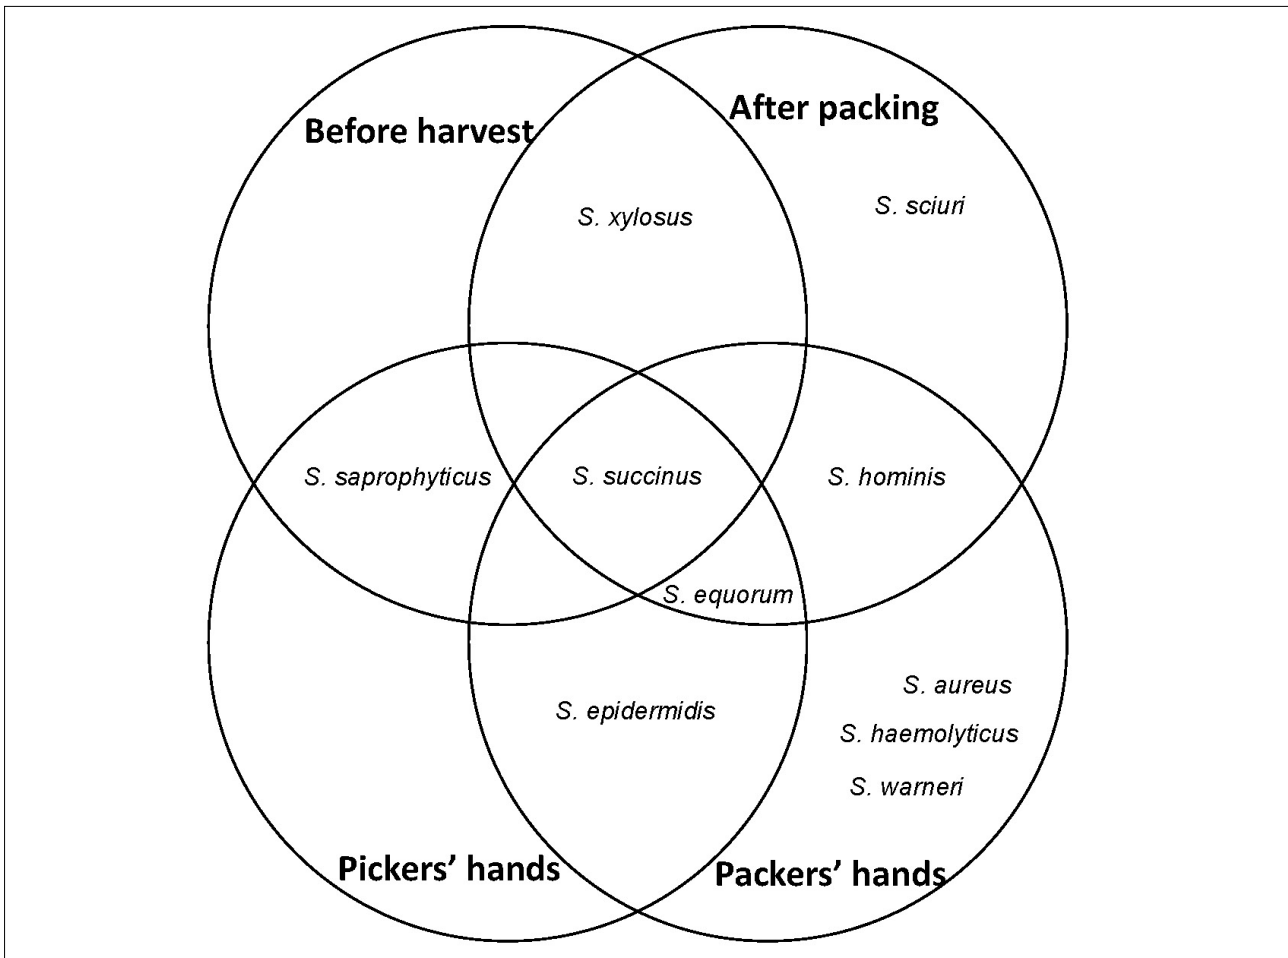 Before harvest
After packing
S. xylosus
S. sciuri
S. saprophyticus
S. succinus
S. hominis
S. equorum
S. epidermidis
S. aureus
S. haemolyticus
S. warneri
Pickers’ hands
Packers’ hands